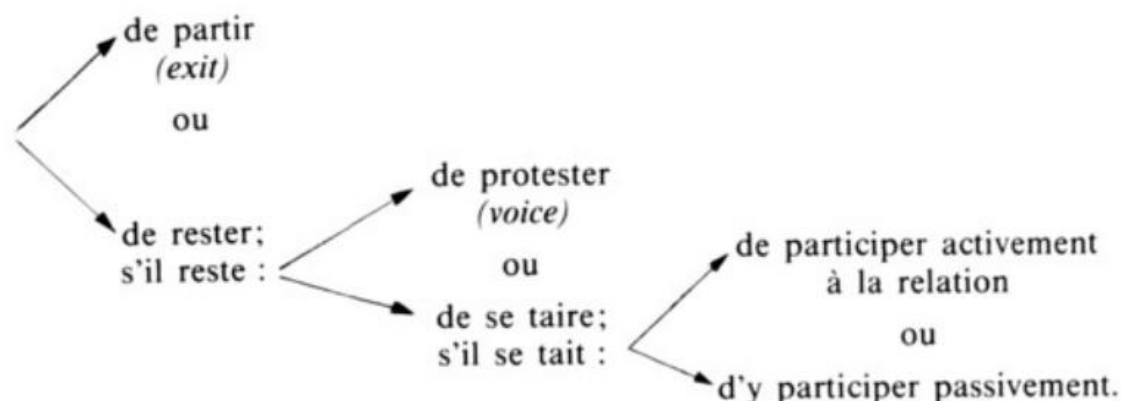 de partir
(exit)
ou
de rester;
s'il reste :
de protester
(voice)
ou
de se taire;
s'il se tait :
de participer activement
à la relation
ou
d'y participer passivement.